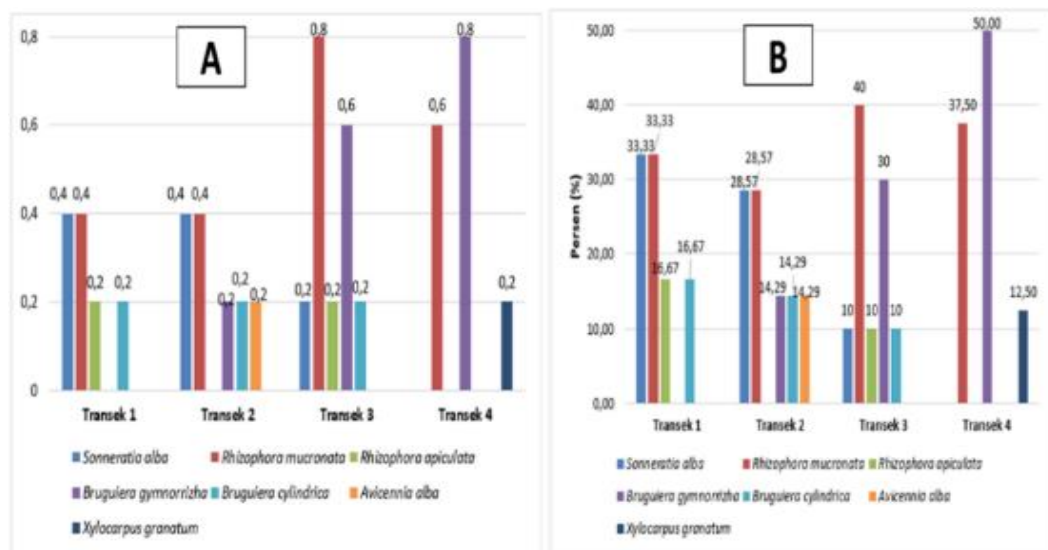 A
0,8
0,6
0,4
0,2
0
0,4 0,4 0,2 0,2
0,4 0,4 0,2 0,2 0,2
0,2 0,8 0,2 0,6 0,2
0,6 0,8 0,2
Transek 1 Transek 2 Transek 3 Transek 4
Sonneratia alba Rhizophora mucronata Rhizophora apiculata
Bruguiera gymnorrizha Bruguiera cylindrica Avicennia alba
Xylocarpus granatum
B
Persen (%)
50,00
40,00
30,00
20,00
10,00
0,00
33,33 33,33 16,67 16,67
28,57 28,57 14,29 14,29 14,29
10 40 10 30 10
37,50 50,00 12,50
Transek 1 Transek 2 Transek 3 Transek 4
Sonneratia alba Rhizophora mucronata Rhizophora apiculata
Bruguiera gymnorrizha Bruguiera cylindrica Avicennia alba
Xylocarpus granatum